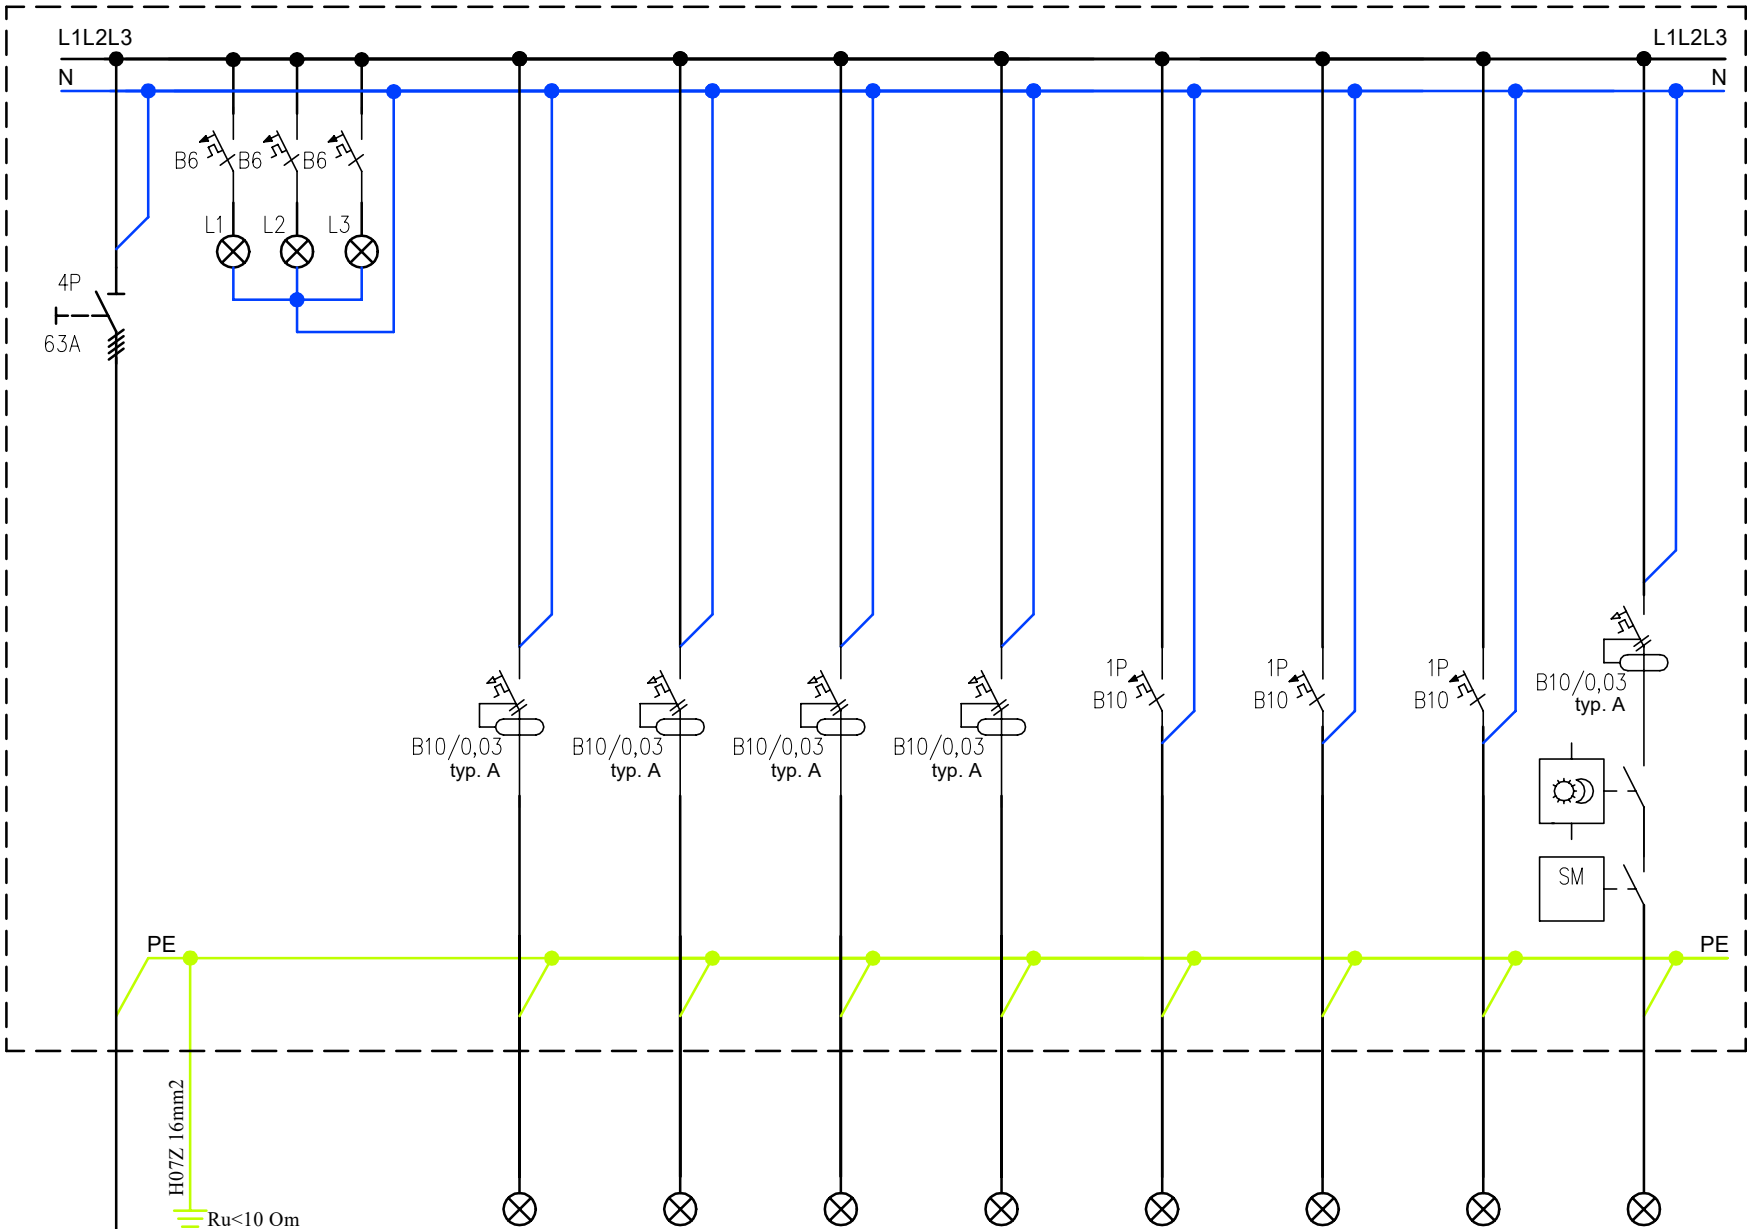 L1L2L3 L1L2L3
N N
B6 B6 B6
L1 L2 L3
4P
63A
1P 1P 1P
B10 B10 B10
B10/0,03
typ. A
B10/0,03 B10/0,03 B10/0,03 B10/0,03
typ. A typ. A typ. A typ. A
SM
PE PE
H07Z 16mm2
Ru<10 Om